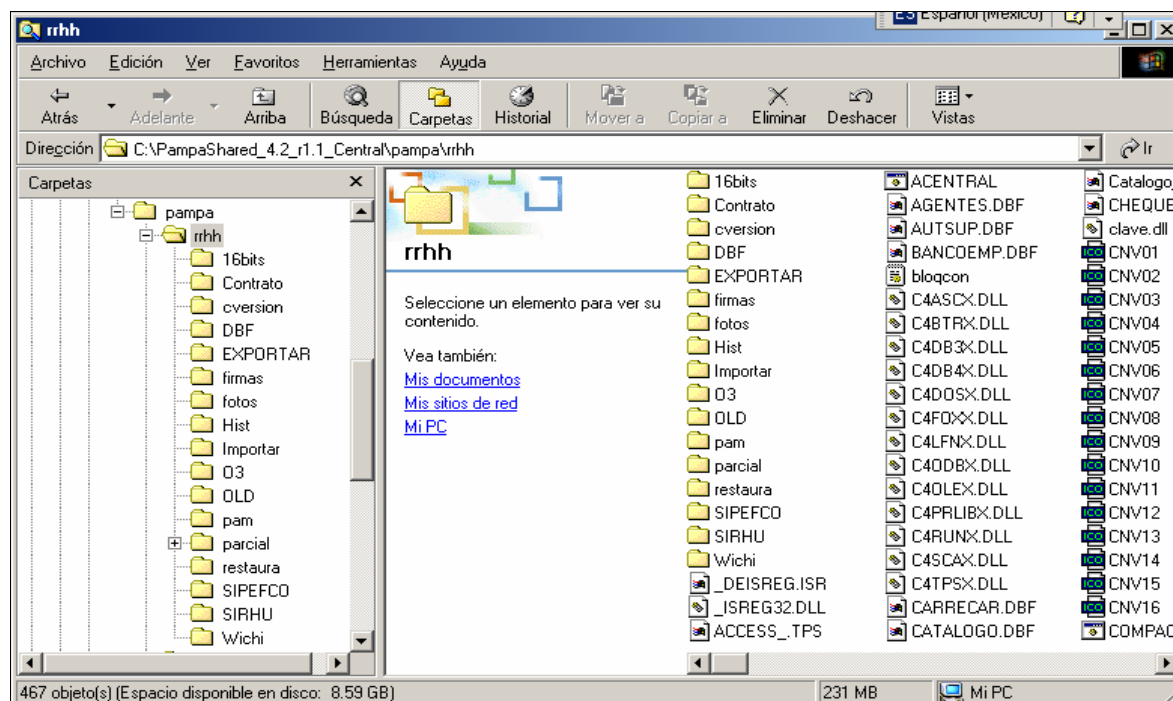 ES Español (México)
rrhh
Archivo Edición Ver Favoritos Herramientas Ayuda
Atrás Adelante Arriba Búsqueda Carpetas Historial Mover a Copiar a Eliminar Deshacer Vistas
Dirección C:\PampaShared_4.2_r1.1_Central\pampa\rrhh Ir
Carpetas
pampa
rrhh
16bits
Contrato
cversion
DBF
EXPORTAR
firmas
fotos
Hist
Importar
O3
OLD
pam
parcial
restaura
SIPEFCO
SIRHU
Wichi
rrhh
Seleccione un elemento para ver su
contenido.
Vea también:
Mis documentos
Mis sitios de red
Mi PC
16bits
Contrato
cversion
DBF
EXPORTAR
firmas
fotos
Hist
Importar
O3
OLD
pam
parcial
restaura
SIPEFCO
SIRHU
Wichi
_DEISREG.ISR
_ISREG32.DLL
ACCESS_.TPS
ACENTRAL
AGENTES.DBF
AUTSUP.DBF
BANCOEMP.DBF
bloqcon
C4ASCX.DLL
C4BTRX.DLL
C4DB3X.DLL
C4DB4X.DLL
C4DOSX.DLL
C4FOXX.DLL
C4LFNX.DLL
C4ODBX.DLL
C4OLEX.DLL
C4PRLIBX.DLL
C4RUNX.DLL
C4SCAX.DLL
C4TPSX.DLL
CARRECAR.DBF
CATALOGO.DBF
Catalogo_
CHEQUE
clave.dll
CNV01
CNV02
CNV03
CNV04
CNV05
CNV06
CNV07
CNV08
CNV09
CNV10
CNV11
CNV12
CNV13
CNV14
CNV15
CNV16
COMPAC
467 objeto(s) (Espacio disponible en disco: 8.59 GB) 231 MB Mi PC